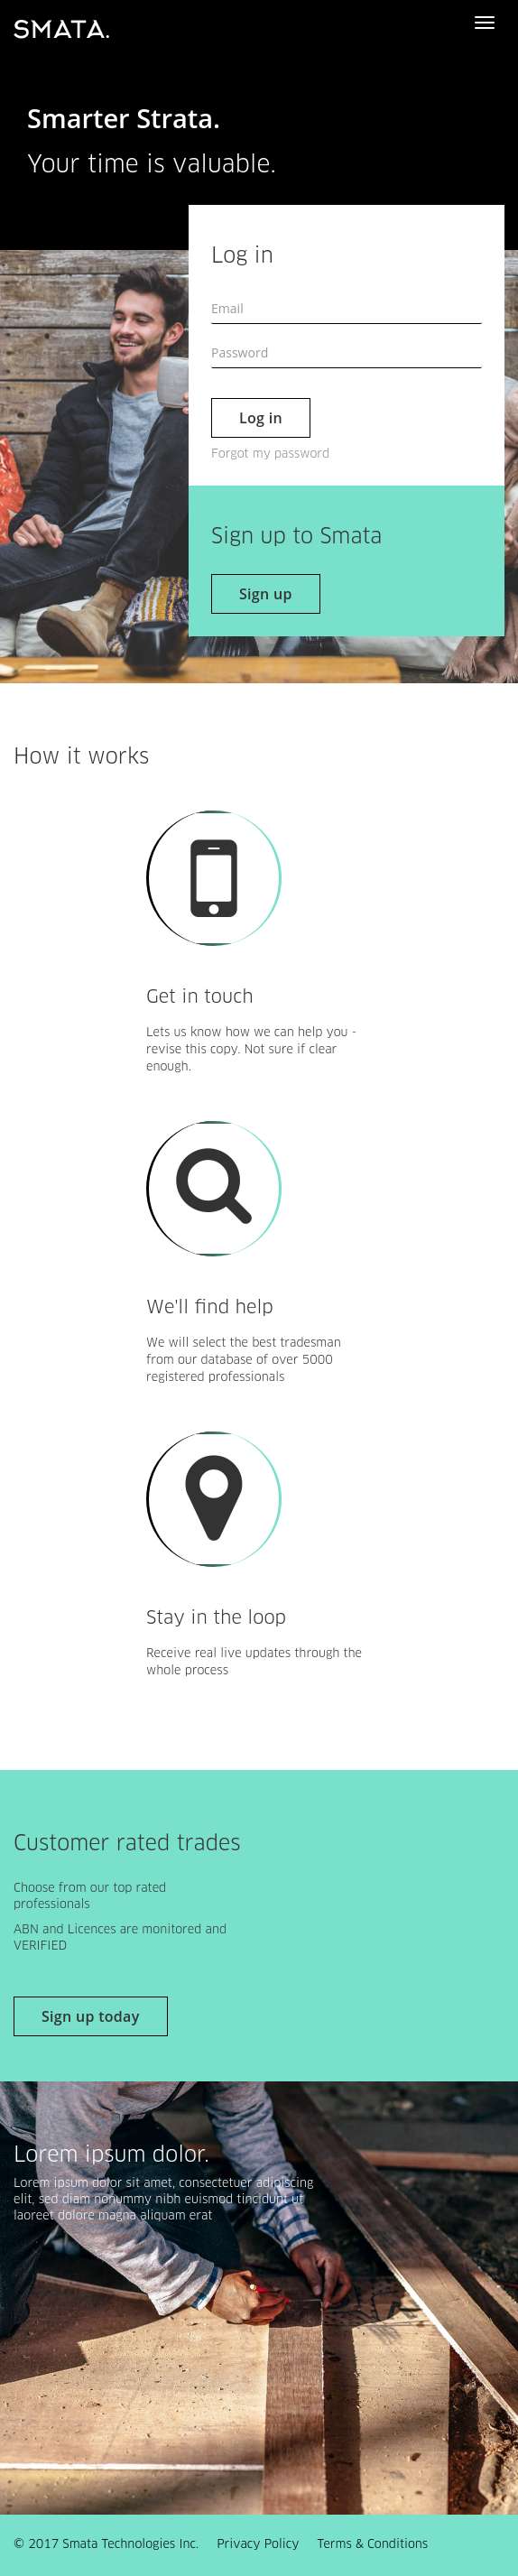 SMATA.
Smarter Strata.
Your time is valuable.
Log in
Email
Password
Log in
Forgot my password
Sign up to Smata
Sign up
How it works
Get in touch
Lets us know how we can help you -
revise this copy. Not sure if clear
enough.
We'll find help
We will select the best tradesman
from our database of over 5000
registered professionals
Stay in the loop
Receive real live updates through the
whole process
Customer rated trades
Choose from our top rated
professionals
ABN and Licences are monitored and
VERIFIED
Sign up today
Lorem ipsum dolor.
Lorem ipsum dolor sit amet, consectetuer adipiscing
elit, sed diam nonummy nibh euismod tincidunt ut
laoreet dolore magna aliquam erat
© 2017 Smata Technologies Inc. Privacy Policy Terms & Conditions